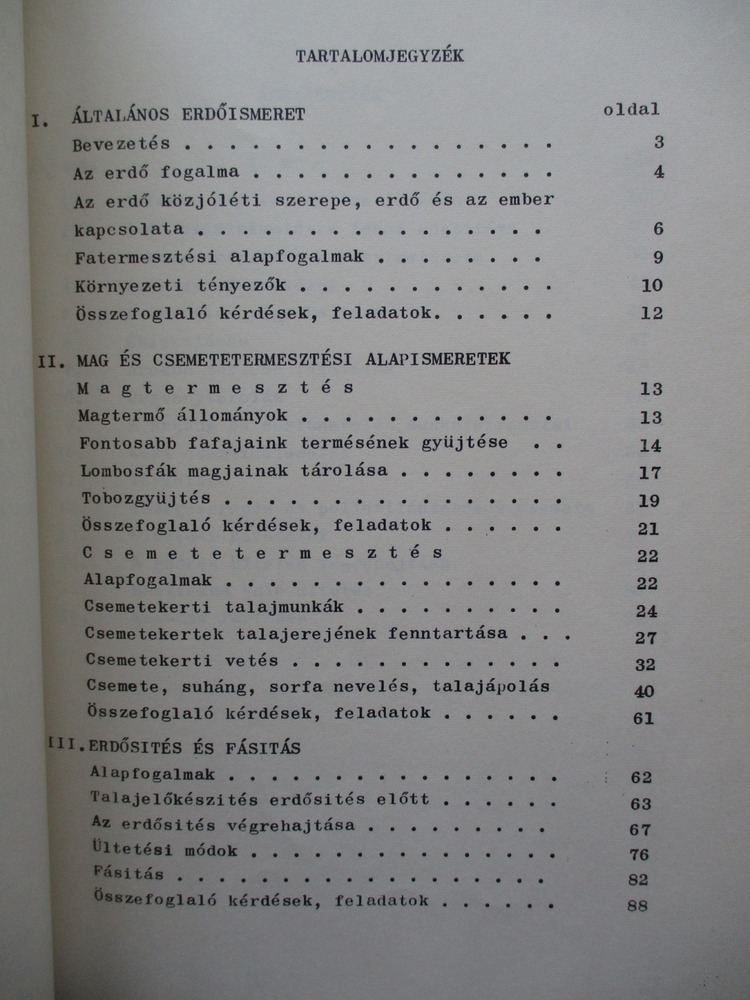 TARTALOMJEGYZÉK
I. ÁLTALÁNOS ERDŐISMERET oldal
Bevezetés . . . . . . . . . . . . . . . . . 3
Az erdő fogalma . . . . . . . . . . . . . 4
Az erdő közjóléti szerepe, erdő és az ember
kapcsolata . . . . . . . . . . . . . . . . 6
Fatermesztési alapfogalmak . . . . . . . 9
Környezeti tényezők . . . . . . . . . . . 10
Összefoglaló kérdések, feladatok. . . . . . 12
II. MAG ÉS CSEMETETERMESZTÉSI ALAPISMERETEK
M a g t e r m e s z t é s 13
Magtermő állományok . . . . . . . . . . . 13
Fontosabb fafajaink termésének gyüjtése . . 14
Lombosfák magjainak tárolása . . . . . . . 17
Tobozgyüjtés . . . . . . . . . . . . . . . 19
Összefoglaló kérdések, feladatok . . . . . 21
C s e m e t e t e r m e s z t é s 22
Alapfogalmak . . . . . . . . . . . . . . . 22
Csemetekerti talajmunkák . . . . . . . . . 24
Csemetekertek talajerejének fenntartása . . . 27
Csemetekerti vetés . . . . . . . . . . . . 32
Csemete, suháng, sorfa nevelés, talajápolás 40
Összefoglaló kérdések, feladatok . . . . . 61
III. ERDŐSITÉS ÉS FÁSITÁS
Alapfogalmak . . . . . . . . . . . . . . . 62
Talajelőkészités erdősités előtt . . . . . . 63
Az erdősités végrehajtása . . . . . . . . 67
Ültetési módok . . . . . . . . . . . . . . 76
Fásitás . . . . . . . . . . . . . . . . . 82
Összefoglaló kérdések, feladatok . . . . . 88